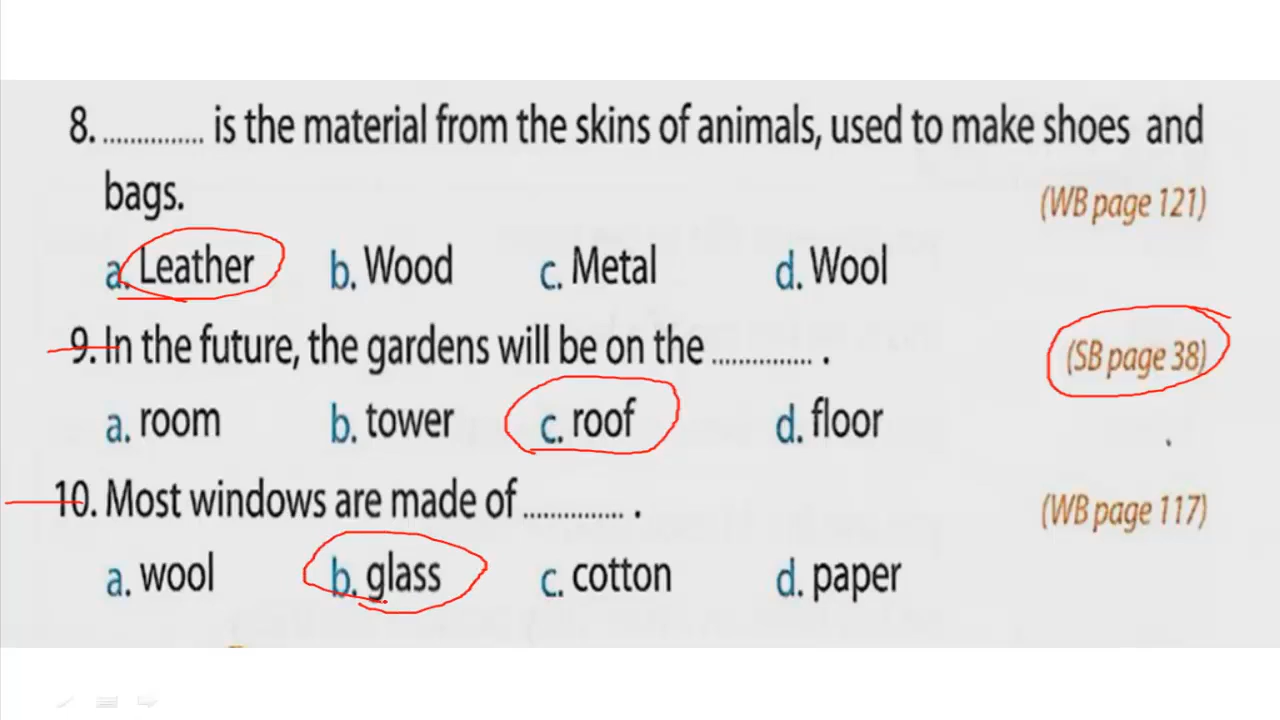 8. .............. is the material from the skins of animals, used to make shoes and
bags. (WB page 121)
a. Leather b. Wood c. Metal d. Wool
9. In the future, the gardens will be on the .............. . (SB page 38)
a. room b. tower c. roof d. floor
10. Most windows are made of .............. . (WB page 117)
a. wool b. glass c. cotton d. paper